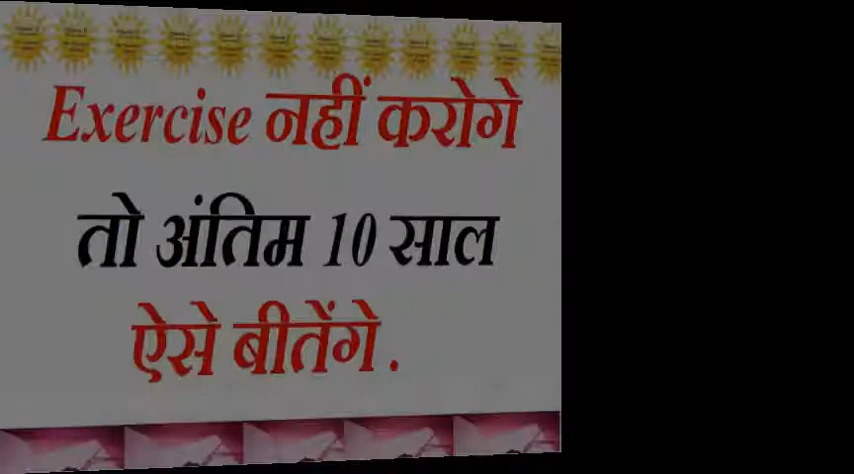 Exercise नहीं करोगे
तो अंतिम 10 साल
ऐसे बीतेंगे.